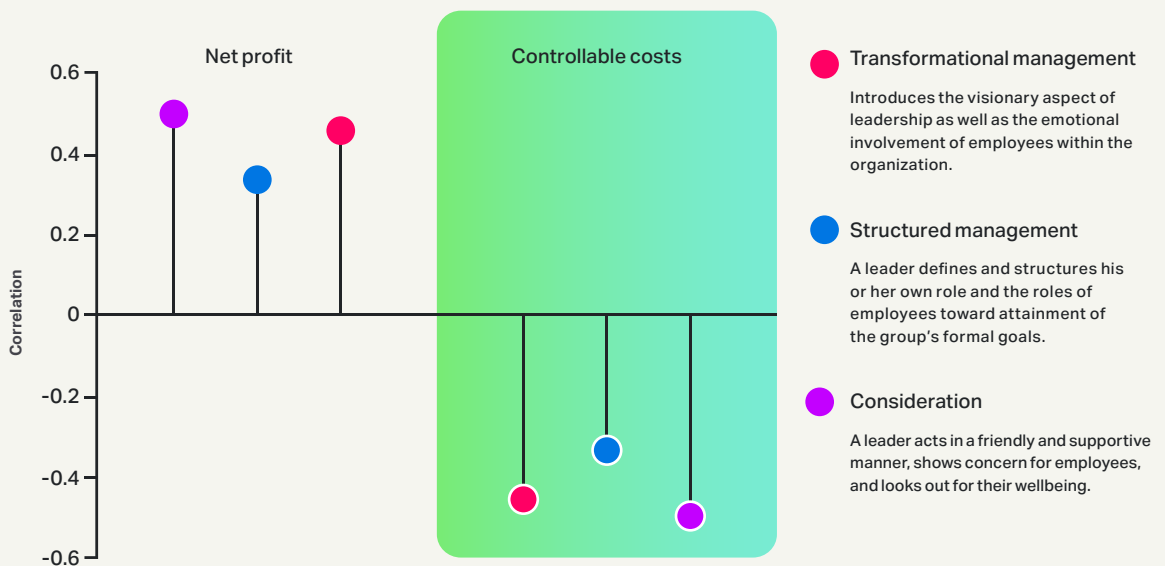 Net profit
Controllable costs
0.6
0.4
0.2
0
-0.2
-0.4
-0.6
Correlation
Transformational management
Introduces the visionary aspect of
leadership as well as the emotional
involvement of employees within the
organization.
Structured management
A leader defines and structures his
or her own role and the roles of
employees toward attainment of
the group’s formal goals.
Consideration
A leader acts in a friendly and supportive
manner, shows concern for employees,
and looks out for their wellbeing.